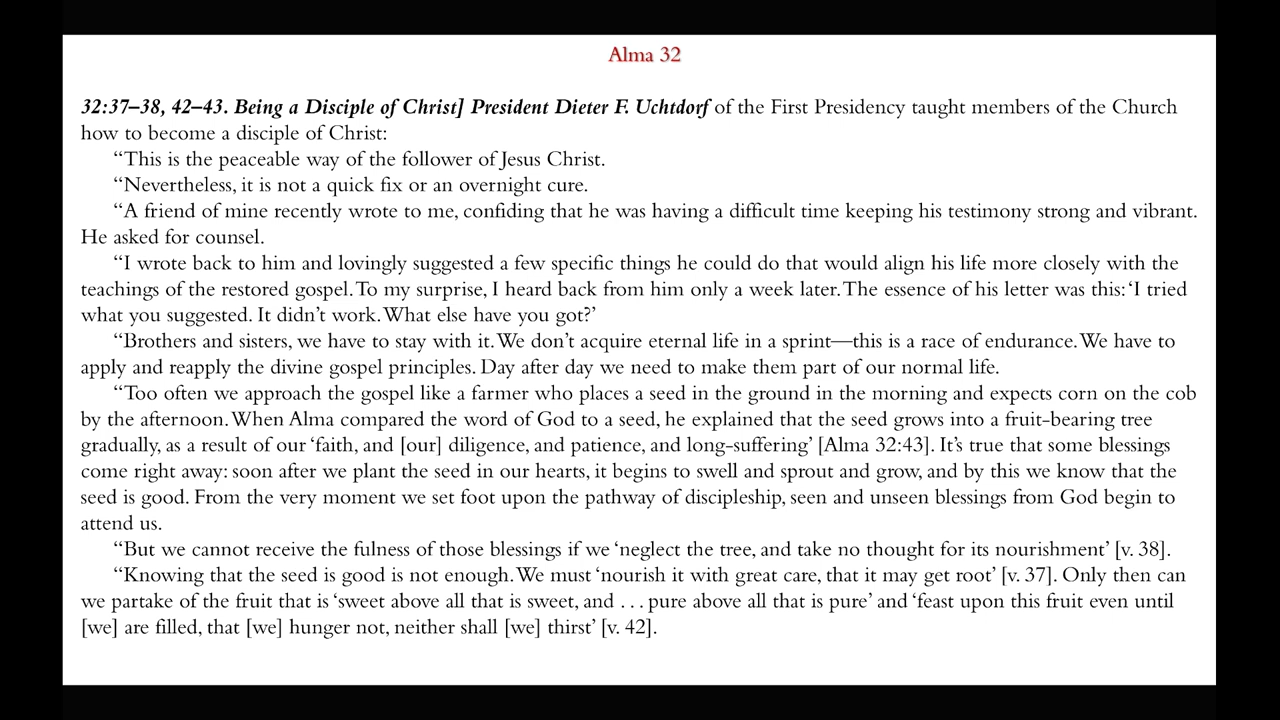 Alma 32
32:37–38, 42–43. Being a Disciple of Christ] President Dieter F. Uchtdorf of the First Presidency taught members of the Church
how to become a disciple of Christ:
“This is the peaceable way of the follower of Jesus Christ.
“Nevertheless, it is not a quick fix or an overnight cure.
“A friend of mine recently wrote to me, confiding that he was having a difficult time keeping his testimony strong and vibrant.
He asked for counsel.
“I wrote back to him and lovingly suggested a few specific things he could do that would align his life more closely with the
teachings of the restored gospel. To my surprise, I heard back from him only a week later. The essence of his letter was this: ‘I tried
what you suggested. It didn’t work. What else have you got?’
“Brothers and sisters, we have to stay with it. We don’t acquire eternal life in a sprint—this is a race of endurance. We have to
apply and reapply the divine gospel principles. Day after day we need to make them part of our normal life.
“Too often we approach the gospel like a farmer who places a seed in the ground in the morning and expects corn on the cob
by the afternoon. When Alma compared the word of God to a seed, he explained that the seed grows into a fruit-bearing tree
gradually, as a result of our ‘faith, and [our] diligence, and patience, and long-suffering’ [Alma 32:43]. It’s true that some blessings
come right away: soon after we plant the seed in our hearts, it begins to swell and sprout and grow, and by this we know that the
seed is good. From the very moment we set foot upon the pathway of discipleship, seen and unseen blessings from God begin to
attend us.
“But we cannot receive the fulness of those blessings if we ‘neglect the tree, and take no thought for its nourishment’ [v. 38].
“Knowing that the seed is good is not enough. We must ‘nourish it with great care, that it may get root’ [v. 37]. Only then can
we partake of the fruit that is ‘sweet above all that is sweet, and . . . pure above all that is pure’ and ‘feast upon this fruit even until
[we] are filled, that [we] hunger not, neither shall [we] thirst’ [v. 42].